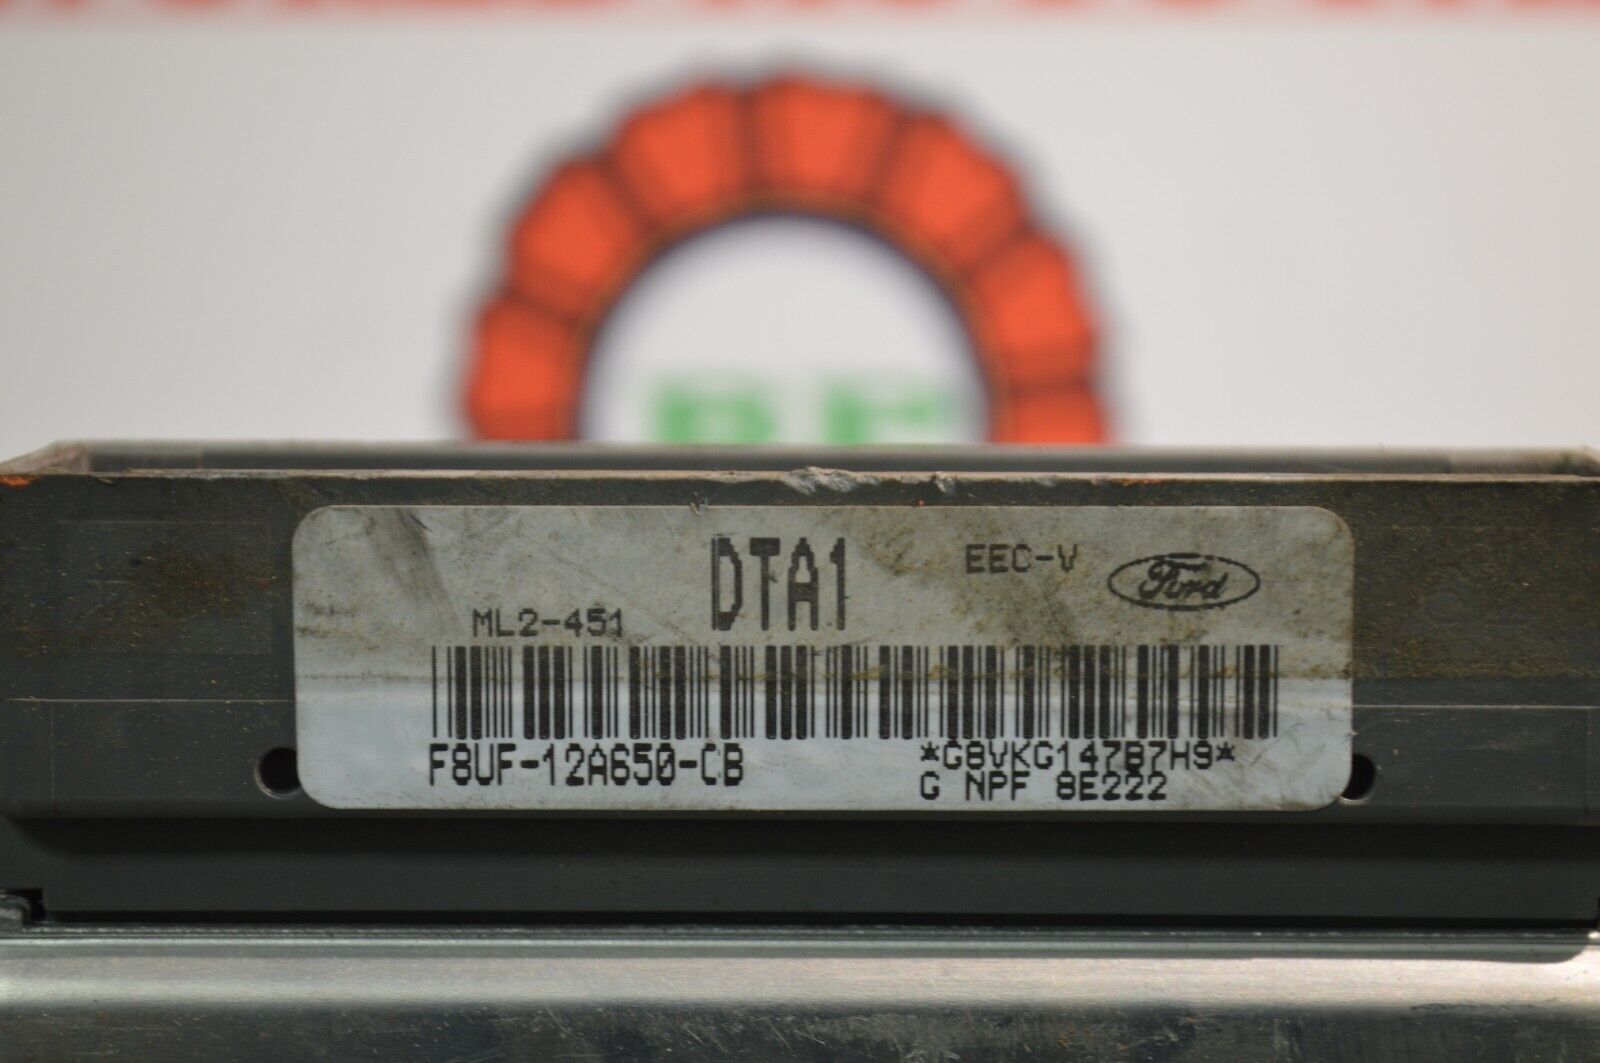 DTA1
EEC-V
Ford
ML2-451
F8UF-12A650-CB
*G8VKG147B7H9*
G NPF 8E222